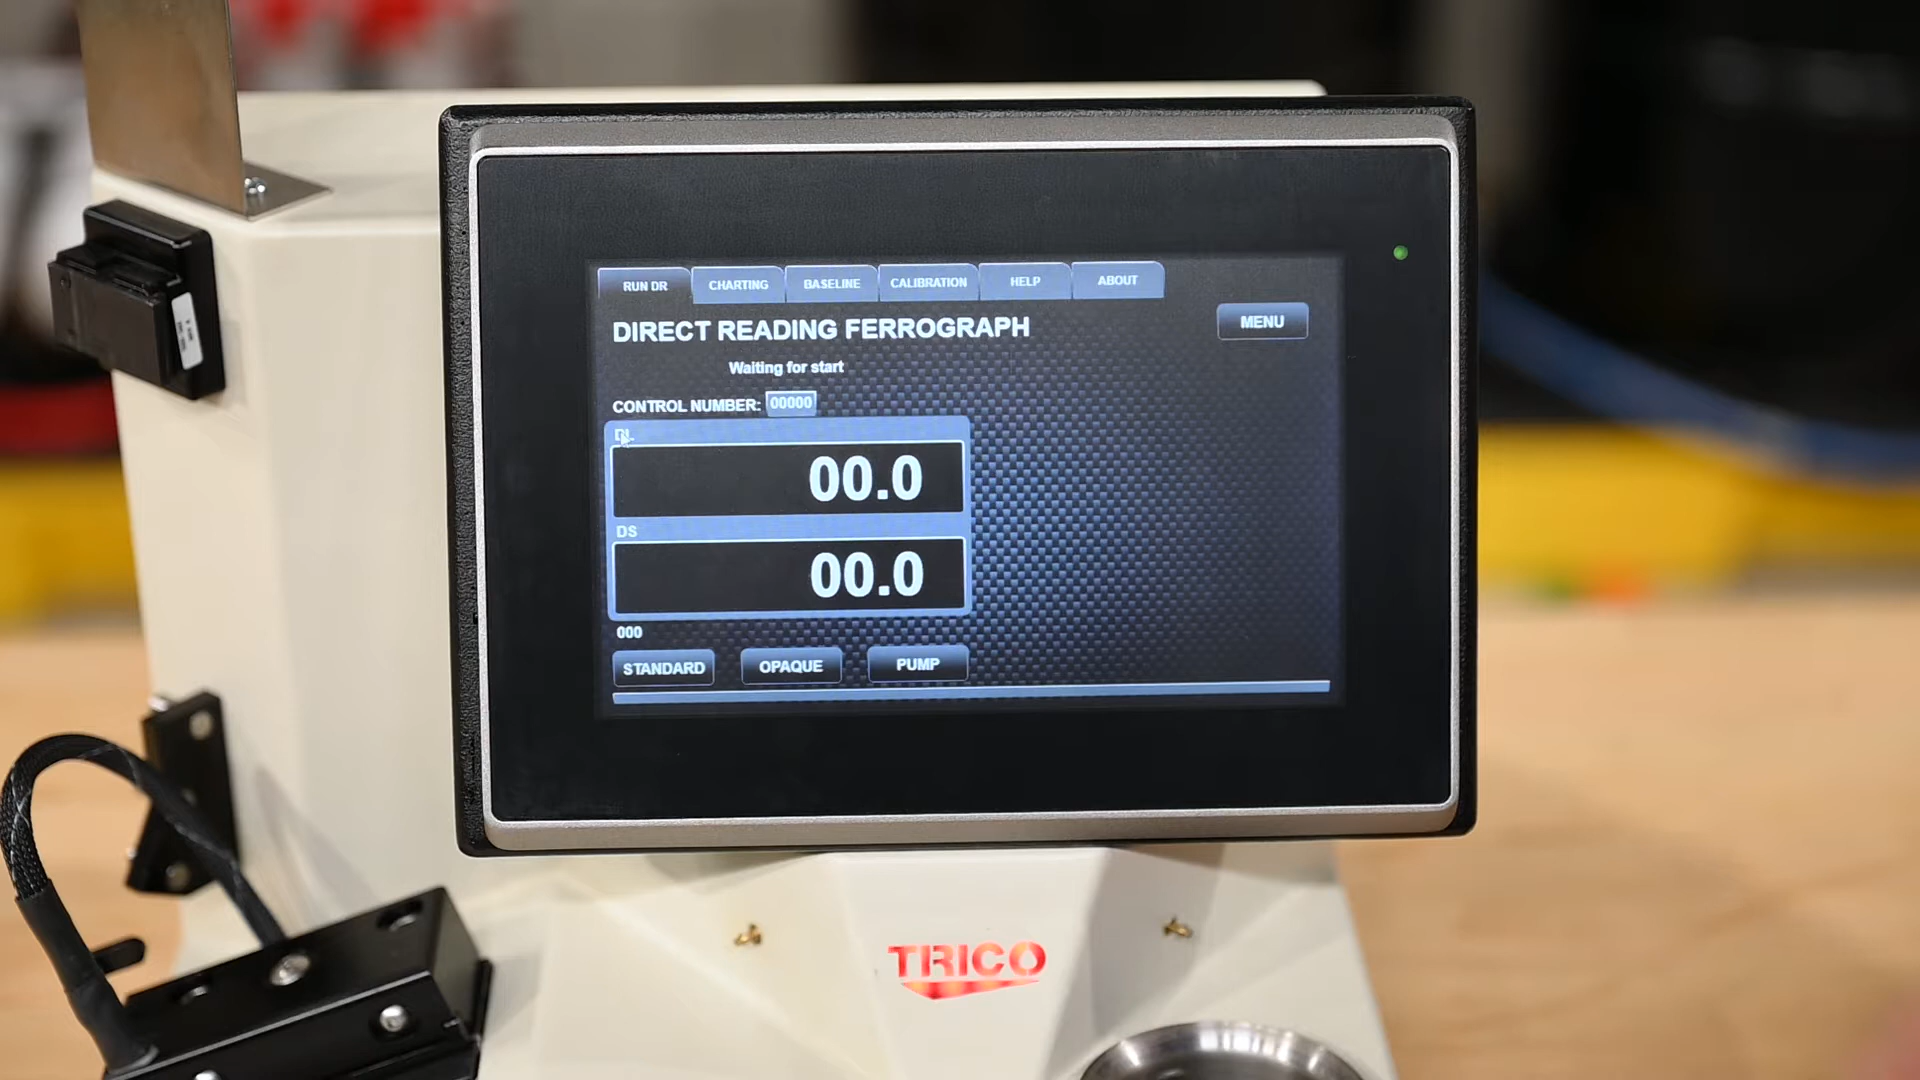 RUN DR CHARTING BASELINE CALIBRATION HELP ABOUT
DIRECT READING FERROGRAPH
MENU
Waiting for start
CONTROL NUMBER: 00000
DL
00.0
DS
00.0
000
STANDARD OPAQUE PUMP
TRICO